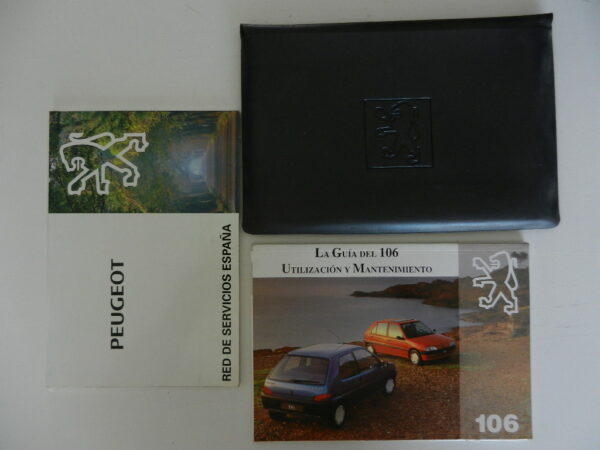 PEUGEOT
RED DE SERVICIOS ESPAÑA
LA GUÍA DEL 106
UTILIZACIÓN Y MANTENIMIENTO
106